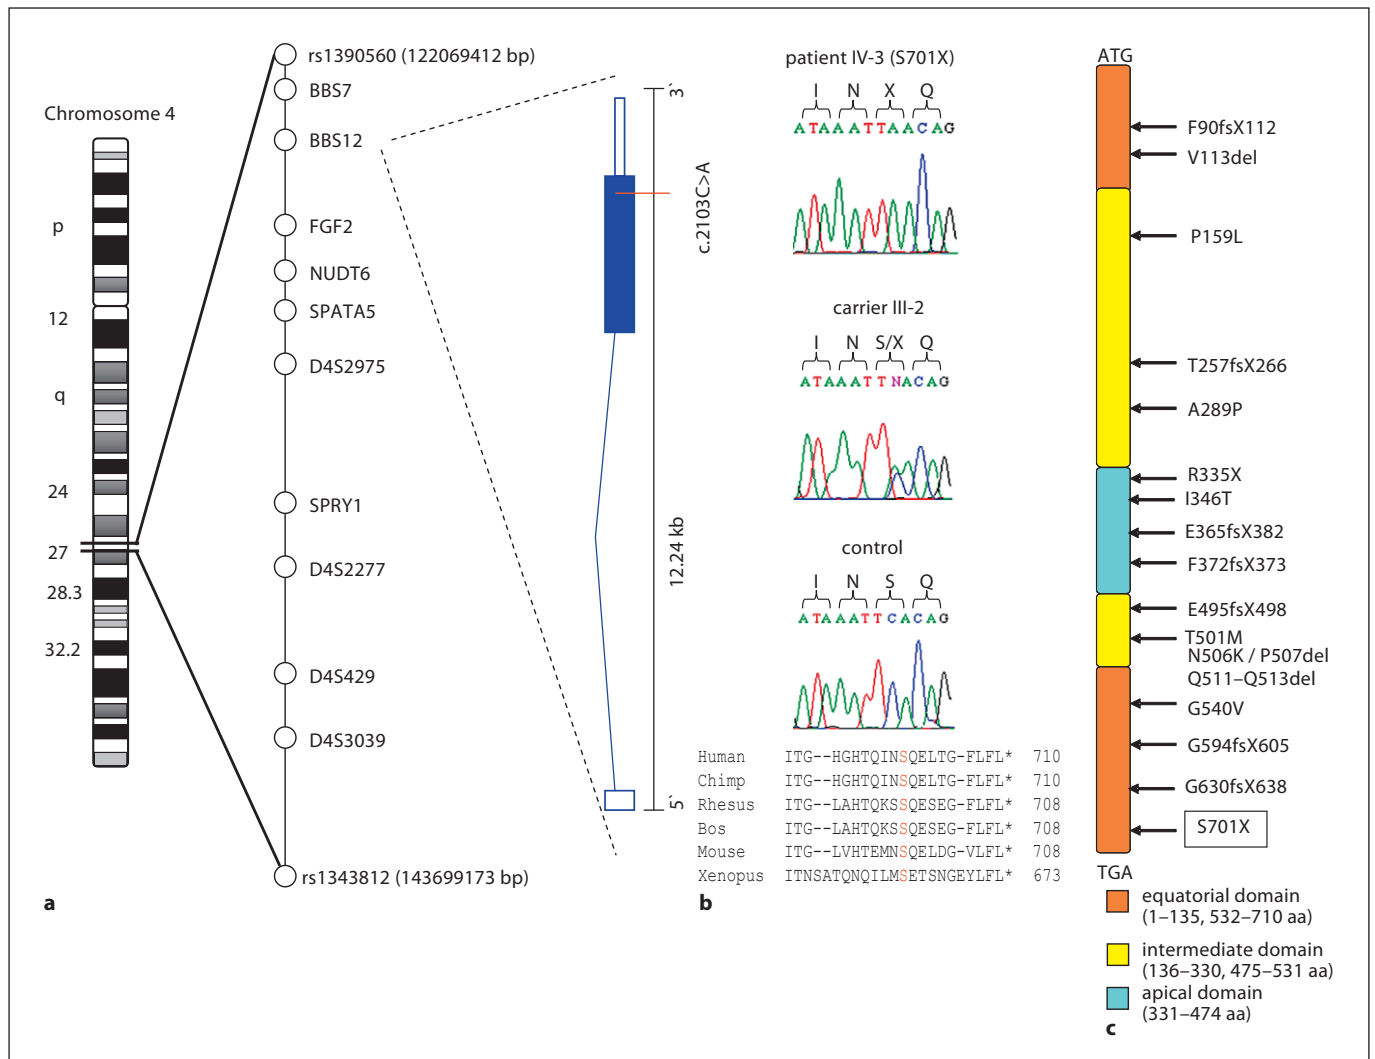 Chromosome 4
p
12
q
24
27
28.3
32.2
rs1390560 (122069412 bp)
BBS7
BBS12
FGF2
NUDT6
SPATA5
D4S2975
SPRY1
D4S2277
D4S429
D4S3039
rs1343812 (143699173 bp)
a
3´
c.2103C>A
12.24 kb
5´
patient IV-3 (S701X)
I N X Q
ATAAATTAACAG
carrier III-2
I N S/X Q
ATAAATTNACAG
control
I N S Q
ATAAATTCACAG
Human ITG--HGHTQINSQELTG-FLFL* 710
Chimp ITG--HGHTQINSQELTG-FLFL* 710
Rhesus ITG--LAHTQKSSQESEG-FLFL* 708
Bos ITG--LAHTQKSSQESEG-FLFL* 708
Mouse ITG--LVHTEMNSQELDG-VLFL* 708
Xenopus ITNSATQNQILMSETSNGEYLFL* 673
b
ATG
F90fsX112
V113del
P159L
T257fsX266
A289P
R335X
I346T
E365fsX382
F372fsX373
E495fsX498
T501M
N506K / P507del
Q511–Q513del
G540V
G594fsX605
G630fsX638
S701X
TGA
equatorial domain
(1–135, 532–710 aa)
intermediate domain
(136–330, 475–531 aa)
apical domain
(331–474 aa)
c